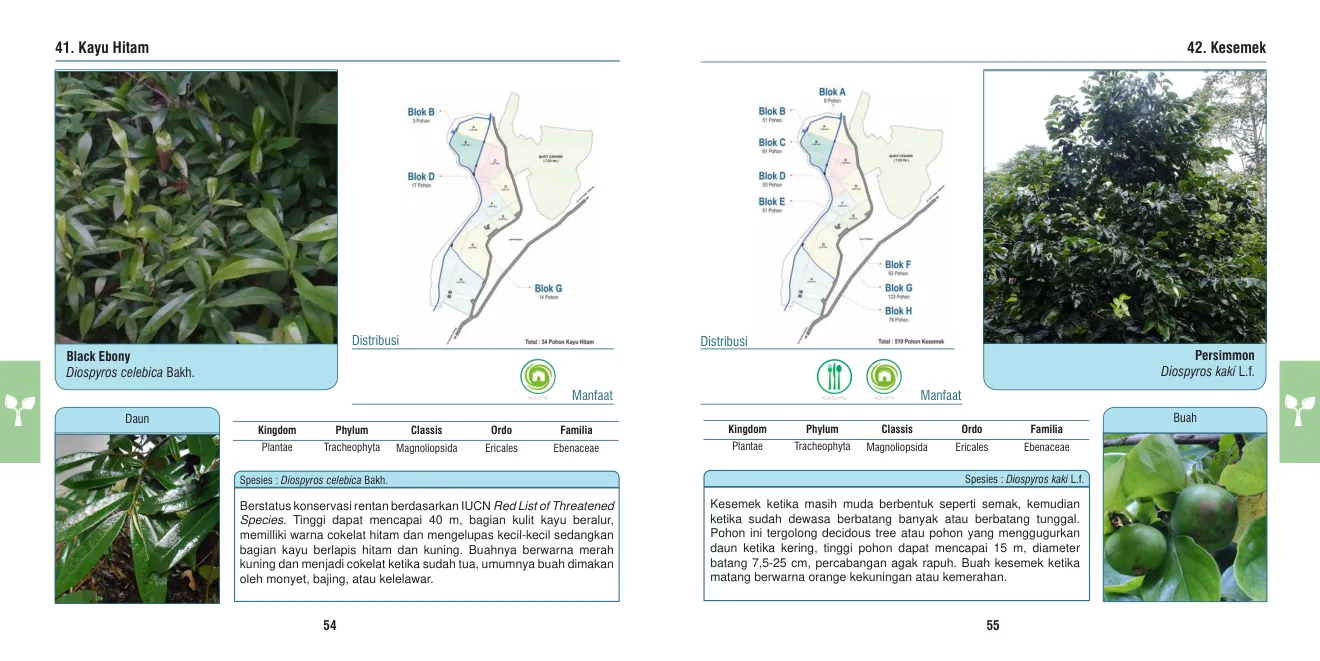 41. Kayu Hitam
Blok B
3 Pohon
Blok D
17 Pohon
Blok G
14 Pohon
Distribusi
Total : 34 Pohon Kayu Hitam
Manfaat
Black Ebony
Diospyros celebica Bakh.
Daun
Kingdom Phylum Classis Ordo Familia
Plantae Tracheophyta Magnoliopsida Ericales Ebenaceae
Spesies : Diospyros celebica Bakh.
Berstatus konservasi rentan berdasarkan IUCN Red List of Threatened
Species. Tinggi dapat mencapai 40 m, bagian kulit kayu beralur,
memilliki warna cokelat hitam dan mengelupas kecil-kecil sedangkan
bagian kayu berlapis hitam dan kuning. Buahnya berwarna merah
kuning dan menjadi cokelat ketika sudah tua, umumnya buah dimakan
oleh monyet, bajing, atau kelelawar.
54
42. Kesemek
Blok A
9 Pohon
Blok B
51 Pohon
Blok C
61 Pohon
Blok D
53 Pohon
Blok E
51 Pohon
Blok F
93 Pohon
Blok G
123 Pohon
Blok H
78 Pohon
Distribusi
Total : 519 Pohon Kesemek
Manfaat
Persimmon
Diospyros kaki L.f.
Kingdom Phylum Classis Ordo Familia
Plantae Tracheophyta Magnoliopsida Ericales Ebenaceae
Buah
Spesies : Diospyros kaki L.f.
Kesemek ketika masih muda berbentuk seperti semak, kemudian
ketika sudah dewasa berbatang banyak atau berbatang tunggal.
Pohon ini tergolong decidous tree atau pohon yang menggugurkan
daun ketika kering, tinggi pohon dapat mencapai 15 m, diameter
batang 7,5-25 cm, percabangan agak rapuh. Buah kesemek ketika
matang berwarna orange kekuningan atau kemerahan.
55